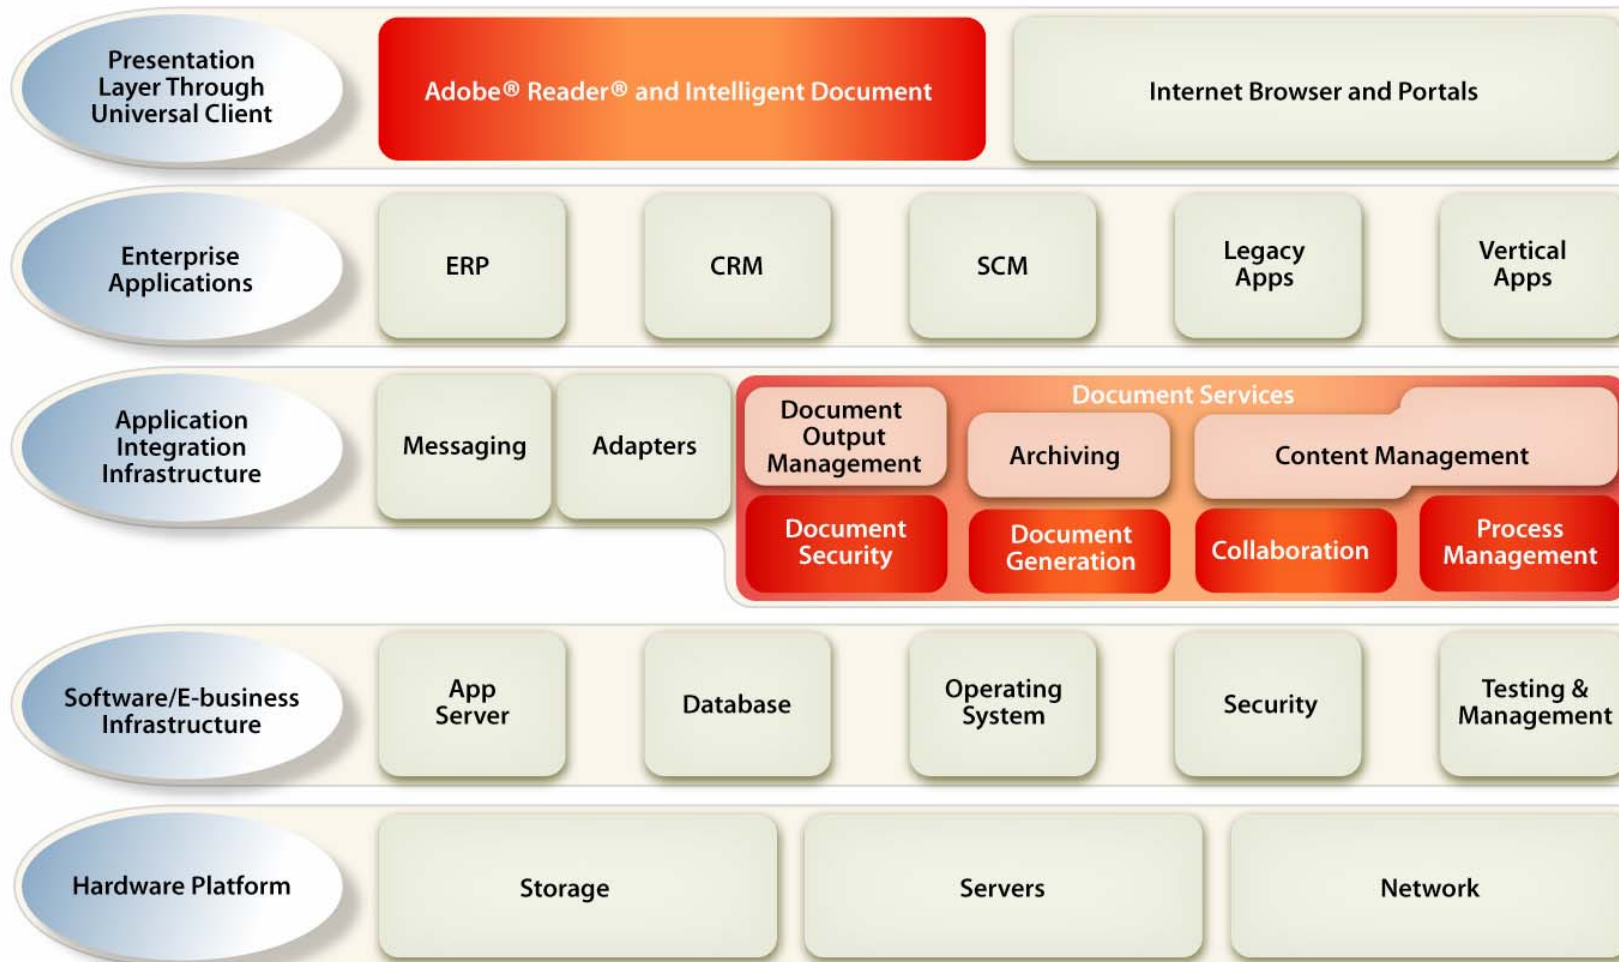 Presentation
Layer Through
Universal Client
Adobe® Reader® and Intelligent Document
Internet Browser and Portals
Enterprise
Applications
ERP
CRM
SCM
Legacy
Apps
Vertical
Apps
Application
Integration
Infrastructure
Messaging
Adapters
Document Services
Document
Output
Management
Archiving
Content Management
Document
Security
Document
Generation
Collaboration
Process
Management
Software/E-business
Infrastructure
App
Server
Database
Operating
System
Security
Testing &
Management
Hardware Platform
Storage
Servers
Network